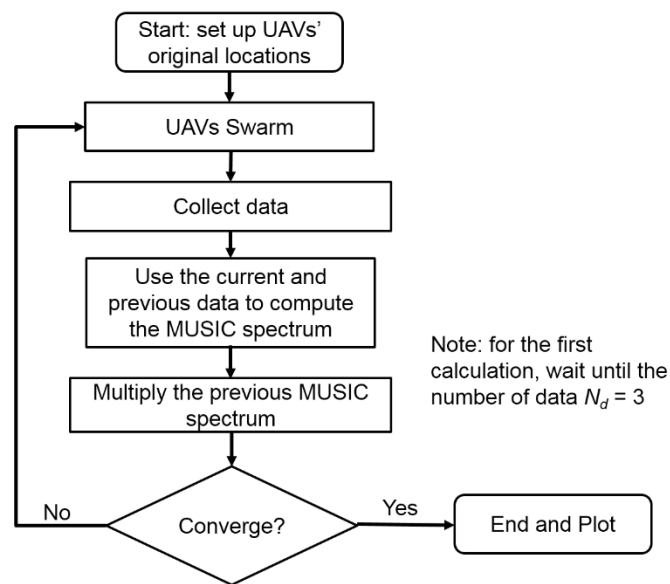 Start: set up UAVs'
original locations
UAVs Swarm
Collect data
Use the current and
previous data to compute
the MUSIC spectrum
Note: for the first
calculation, wait until the
number of data N_d = 3
Multiply the previous MUSIC
spectrum
No
Converge?
Yes
End and Plot